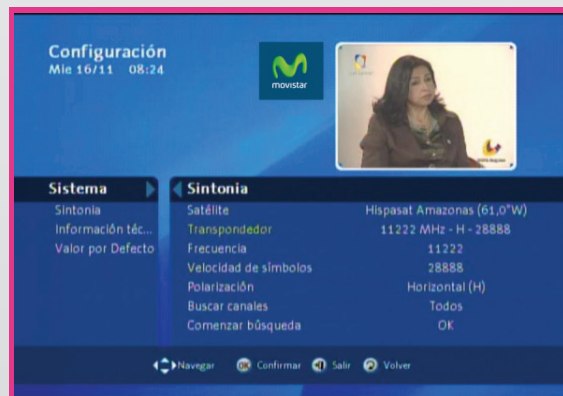 Configuración
Mie 16/11 08:24
movistar
Sistema
Sintonia
Información téc...
Valor por Defecto
Sintonia
Satélite Hispasat Amazonas (61,0°W)
Transpondedor 11222 MHz - H - 28888
Frecuencia 11222
Velocidad de símbolos 28888
Polarización Horizontal (H)
Buscar canales Todos
Comenzar búsqueda OK
Navegar OK Confirmar Salir Volver